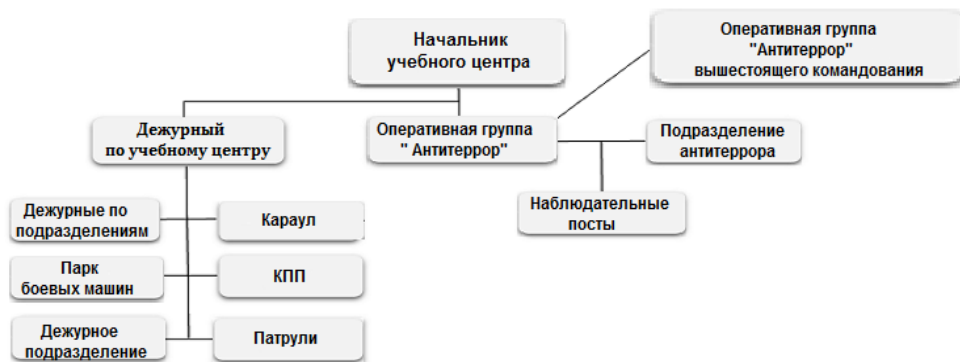 Начальник
учебного центра
Оперативная группа
"Антитеррор"
вышестоящего командования
Дежурный
по учебному центру
Оперативная группа
" Антитеррор"
Подразделение
антитеррора
Наблюдательные
посты
Дежурные по
подразделениям
Караул
Парк
боевых машин
КПП
Дежурное
подразделение
Патрули